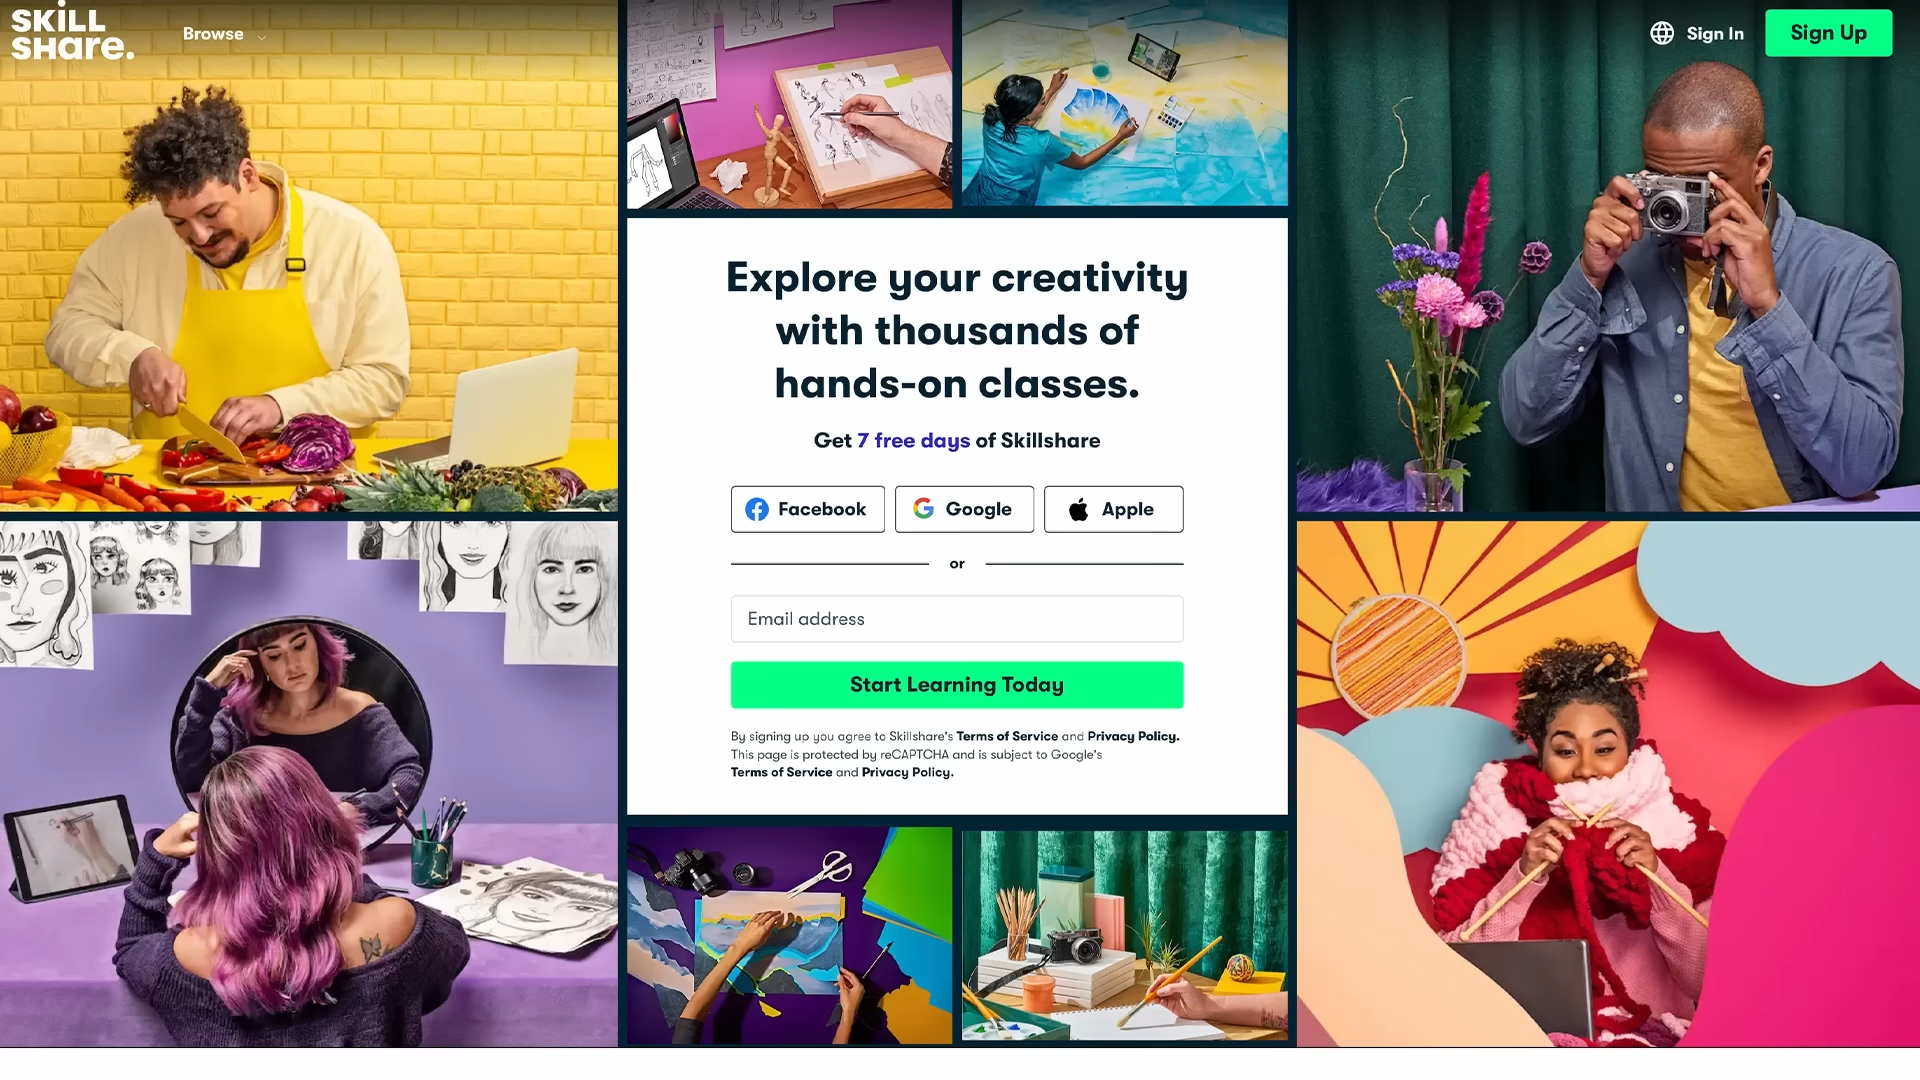 SKILL
SHARE.
Browse
Sign In
Sign Up
Explore your creativity
with thousands of
hands-on classes.
Get 7 free days of Skillshare
Facebook
Google
Apple
or
Email address
Start Learning Today
By signing up you agree to Skillshare's Terms of Service and Privacy Policy.
This page is protected by reCAPTCHA and is subject to Google's
Terms of Service and Privacy Policy.